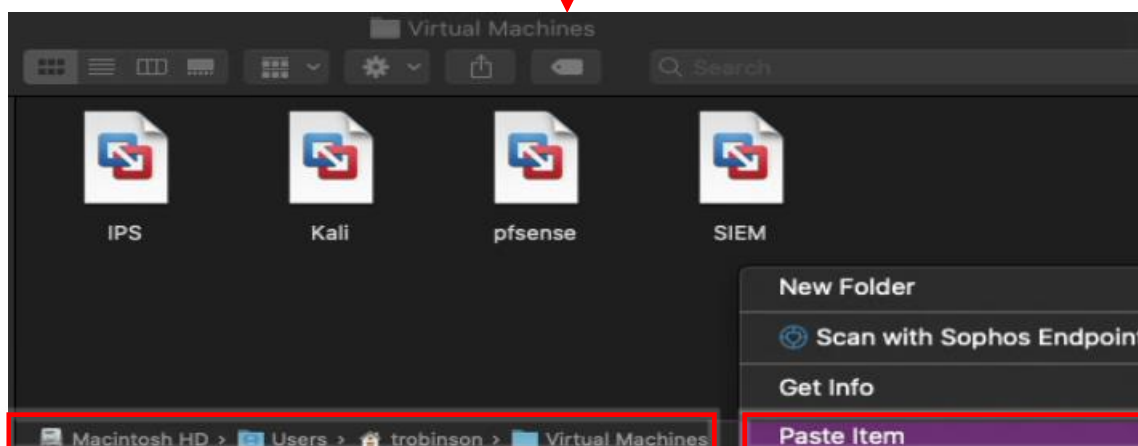 Virtual Machines
Search
IPS Kali pfsense SIEM
New Folder
Scan with Sophos Endpoint
Get Info
Macintosh HD > Users > trobinson > Virtual Machines
Paste Item